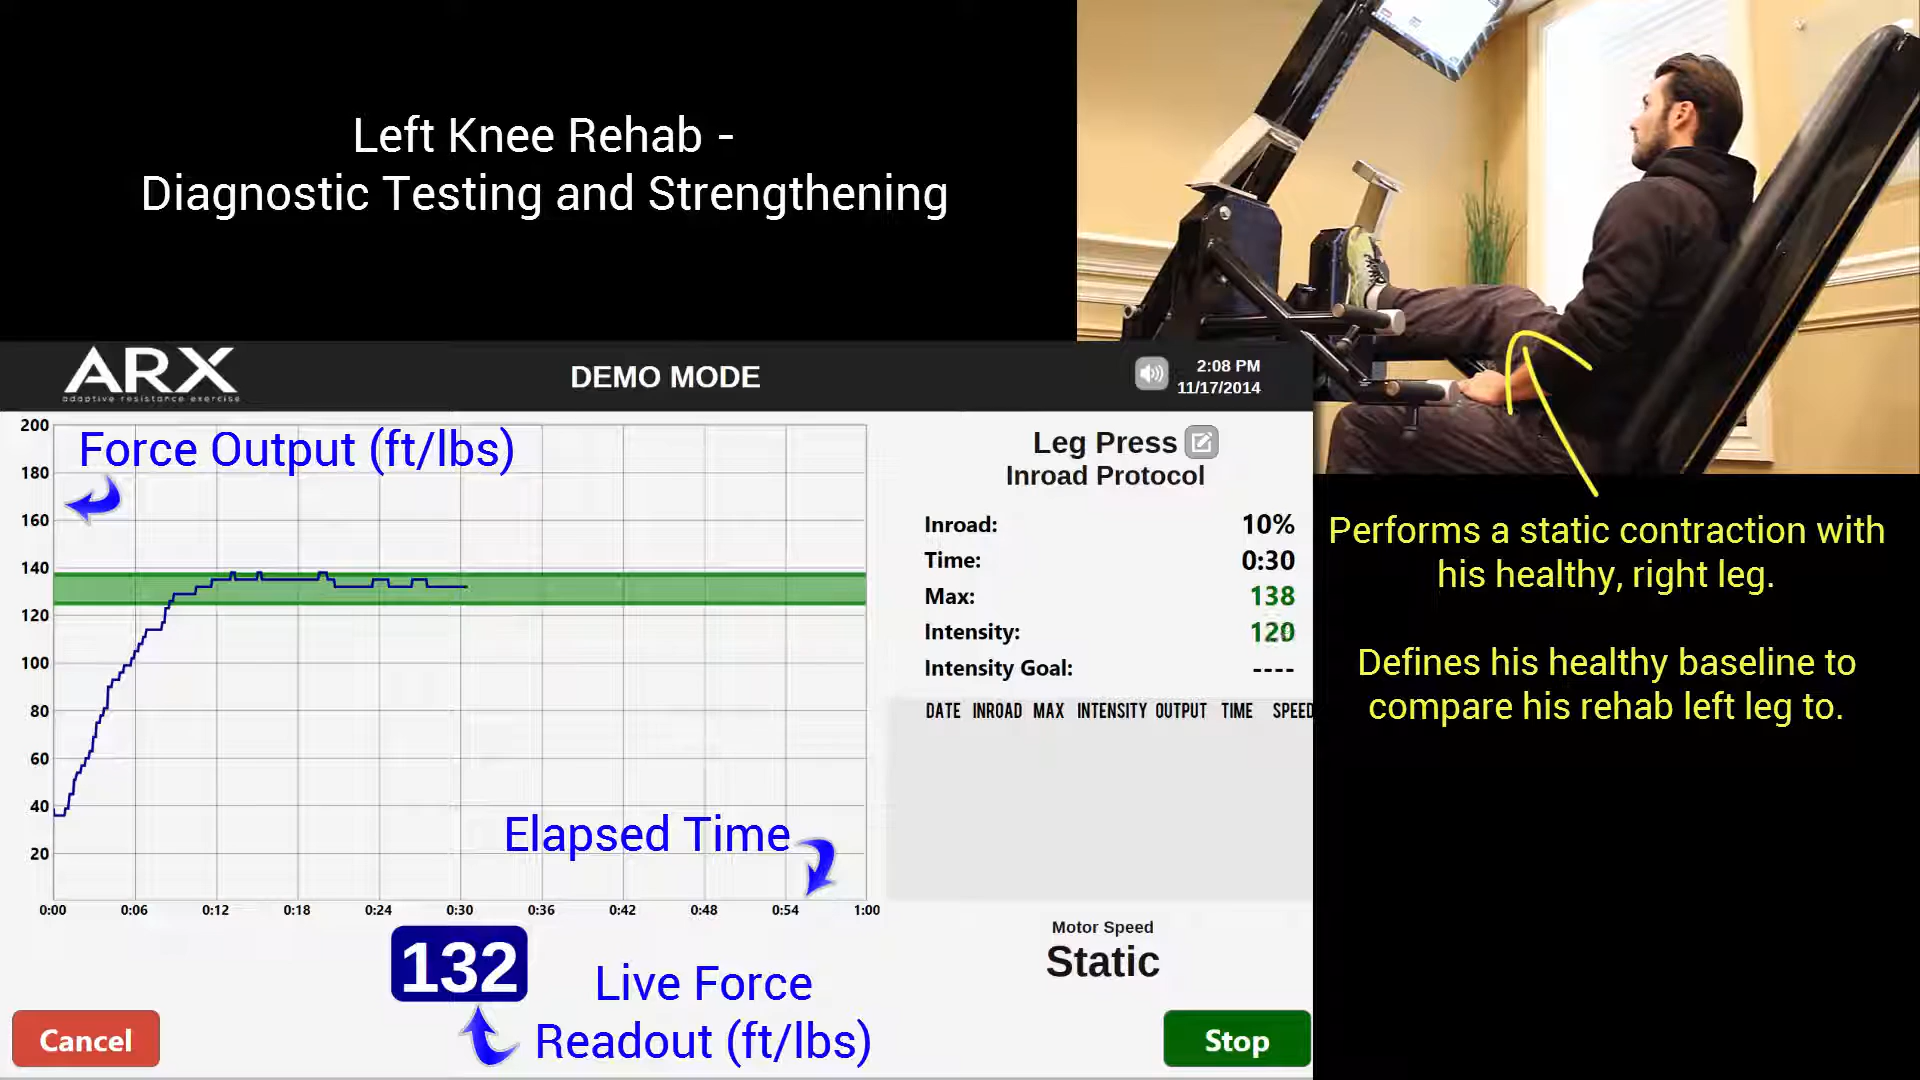 Left Knee Rehab -
Diagnostic Testing and Strengthening
ARX
adaptive resistance exercise
DEMO MODE
2:08 PM
11/17/2014
200
180
160
140
120
100
80
60
40
20
Force Output (ft/lbs)
Elapsed Time
0:00 0:06 0:12 0:18 0:24 0:30 0:36 0:42 0:48 0:54 1:00
Leg Press
Inroad Protocol
Inroad: 10%
Time: 0:30
Max: 138
Intensity: 120
Intensity Goal: ----
DATE INROAD MAX INTENSITY OUTPUT TIME SPEED
Motor Speed
Static
132
Live Force
Readout (ft/lbs)
Cancel
Stop
Performs a static contraction with
his healthy, right leg.
Defines his healthy baseline to
compare his rehab left leg to.